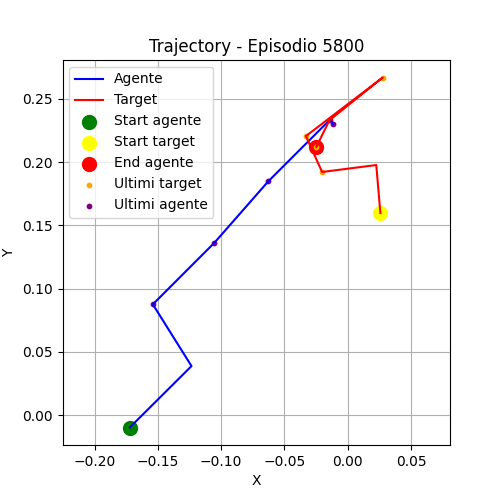 Trajectory - Episodio 5800
Agente
Target
Start agente
Start target
End agente
Ultimi target
Ultimi agente
Y
0.25
0.20
0.15
0.10
0.05
0.00
−0.20
−0.15
−0.10
−0.05
0.00
0.05
X